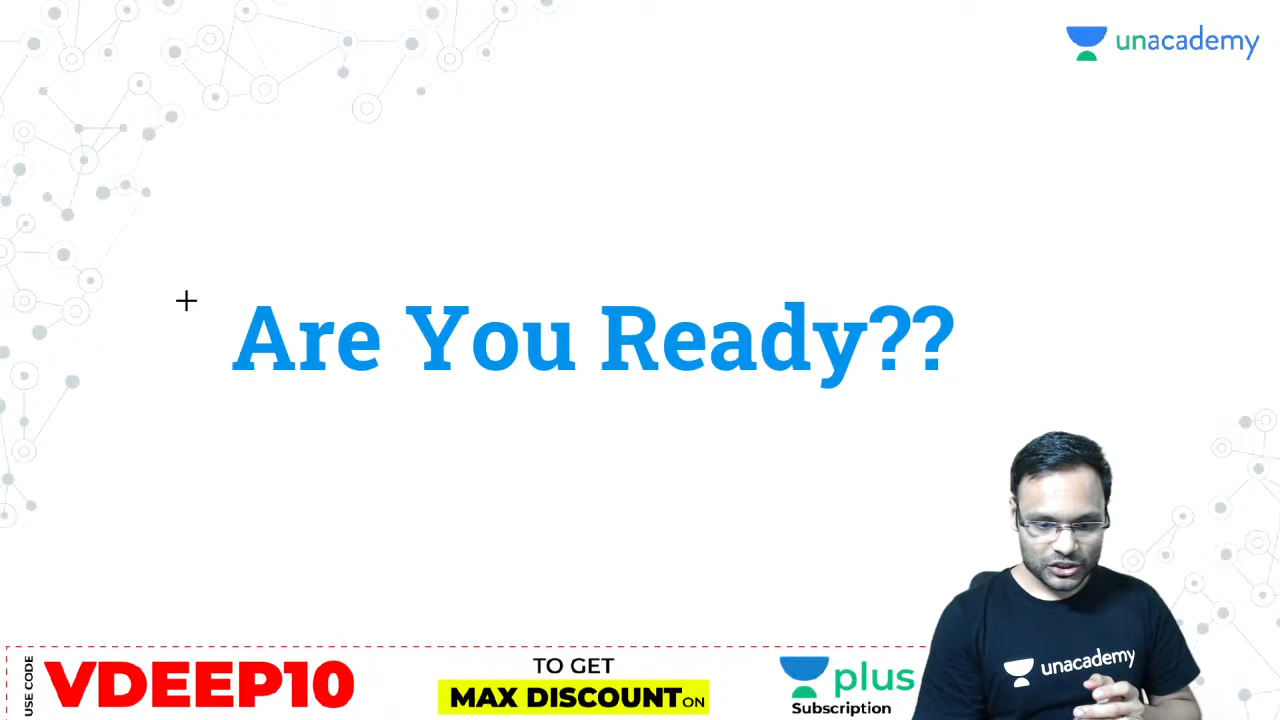 unacademy
Are You Ready??
USE CODE
VDEEP10
TO GET
MAX DISCOUNT ON
plus
Subscription
unacademy